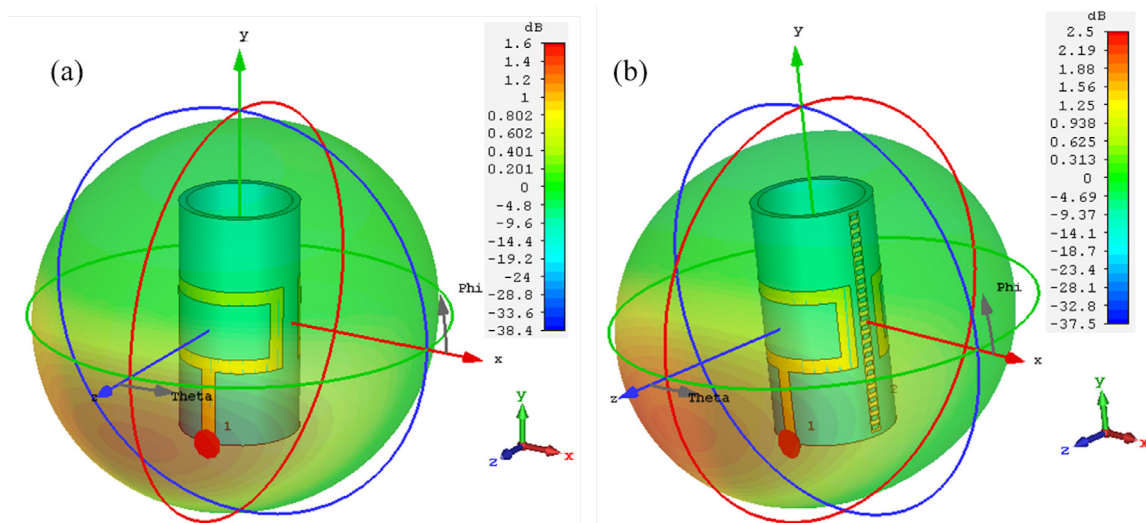 (a)
y
x
z
Phi
Theta
1
dB
1.6
1.4
1.2
1
0.802
0.602
0.401
0.201
0
-4.8
-9.6
-14.4
-19.2
-24
-28.8
-33.6
-38.4
y
x
z
(b)
y
x
z
Phi
Theta
1
2
dB
2.5
2.19
1.88
1.56
1.25
0.938
0.625
0.313
0
-4.69
-9.37
-14.1
-18.7
-23.4
-28.1
-32.8
-37.5
y
x
z